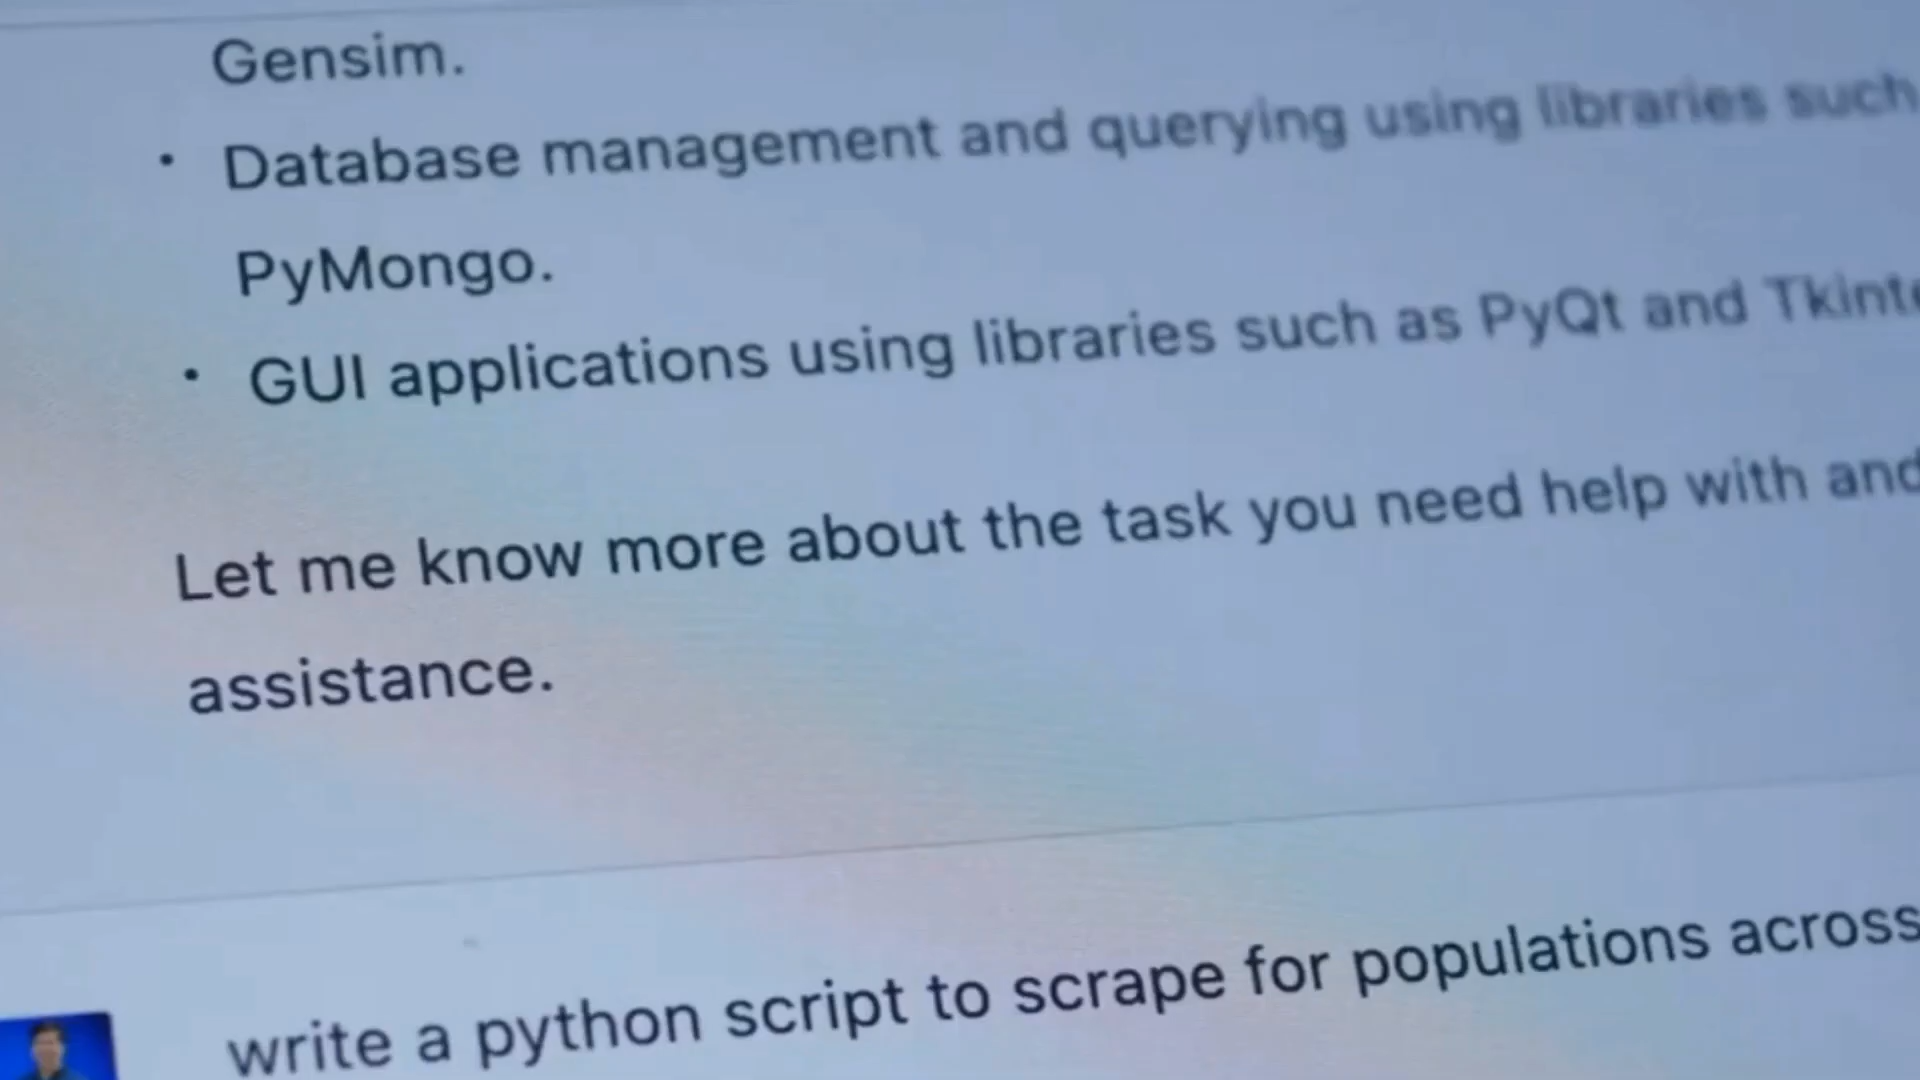 Gensim.
• Database management and querying using libraries such
PyMongo.
• GUI applications using libraries such as PyQt and
Let me know more about the task you need help with and
assistance.
write a python script to scrape for populations across